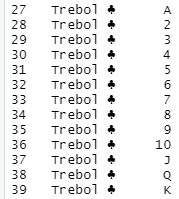 27 Trebol ♣ A
28 Trebol ♣ 2
29 Trebol ♣ 3
30 Trebol ♣ 4
31 Trebol ♣ 5
32 Trebol ♣ 6
33 Trebol ♣ 7
34 Trebol ♣ 8
35 Trebol ♣ 9
36 Trebol ♣ 10
37 Trebol ♣ J
38 Trebol ♣ Q
39 Trebol ♣ K